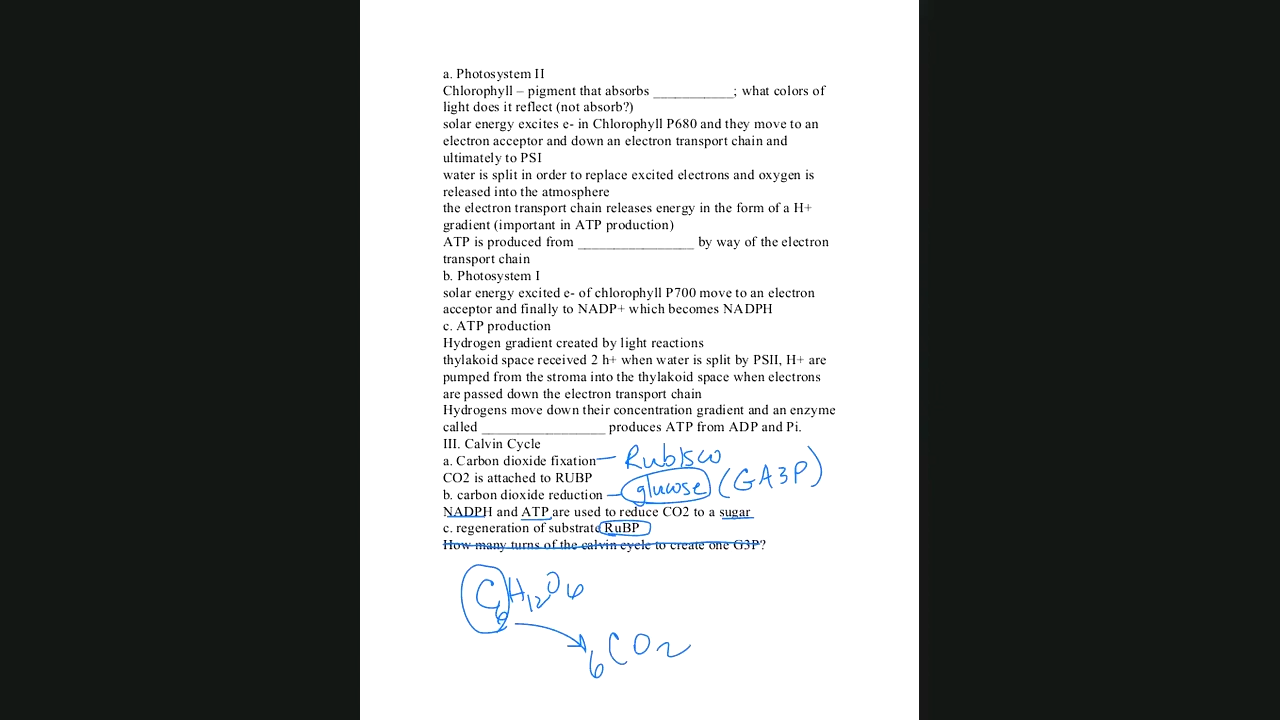 a. Photosystem II
Chlorophyll – pigment that absorbs ___________; what colors of
light does it reflect (not absorb?)
solar energy excites e- in Chlorophyll P680 and they move to an
electron acceptor and down an electron transport chain and
ultimately to PSI
water is split in order to replace excited electrons and oxygen is
released into the atmosphere
the electron transport chain releases energy in the form of a H+
gradient (important in ATP production)
ATP is produced from ________________ by way of the electron
transport chain
b. Photosystem I
solar energy excited e- of chlorophyll P700 move to an electron
acceptor and finally to NADP+ which becomes NADPH
c. ATP production
Hydrogen gradient created by light reactions
thylakoid space received 2 h+ when water is split by PSII, H+ are
pumped from the stroma into the thylakoid space when electrons
are passed down the electron transport chain
Hydrogens move down their concentration gradient and an enzyme
called _________________ produces ATP from ADP and Pi.
III. Calvin Cycle
a. Carbon dioxide fixation — Rubisco
CO2 is attached to RUBP
b. carbon dioxide reduction — glucose (GA3P)
NADPH and ATP are used to reduce CO2 to a sugar
c. regeneration of substrate RuBP
How many turns of the calvin cycle to create one G3P?
C6H12O6
6CO2